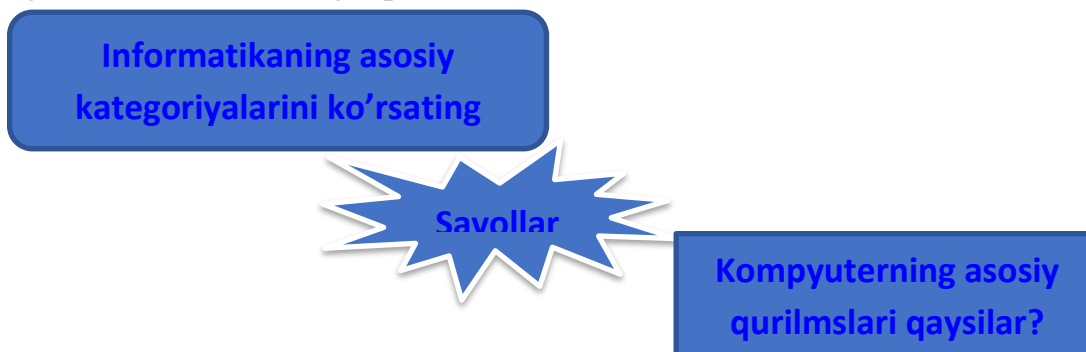 Informatikaning asosiy
kategoriyalarini ko’rsating
Savollar
Kompyuterning asosiy
qurilmslari qaysilar?